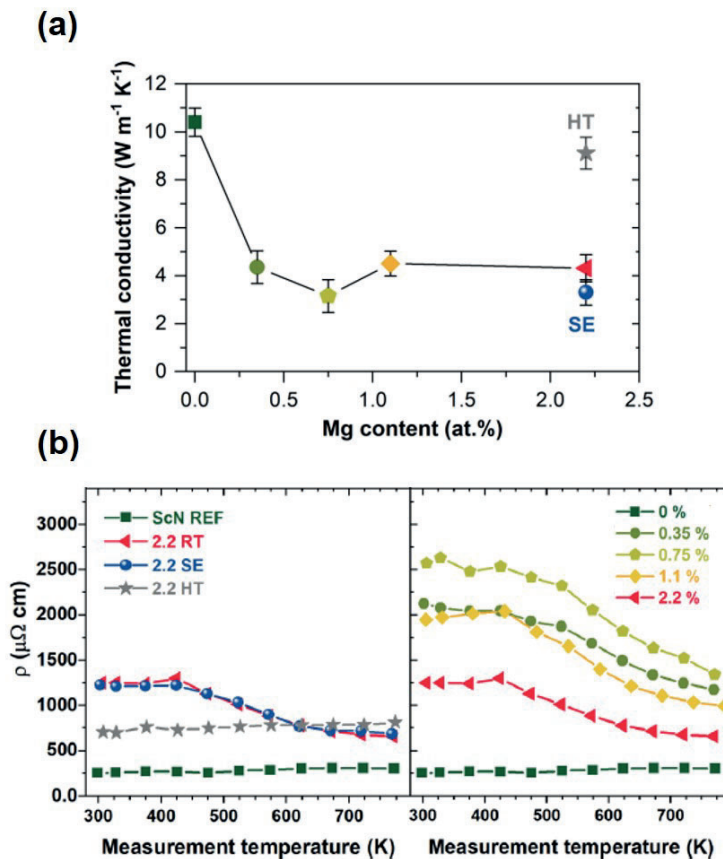 (a)
12
10
8
6
4
2
0
Thermal conductivity (W m⁻¹ K⁻¹)
HT
SE
0.0 0.5 1.0 1.5 2.0 2.5
Mg content (at.%)
(b)
3000
2500
2000
1500
1000
500
0.0
ρ (μΩ cm)
ScN REF
2.2 RT
2.2 SE
2.2 HT
300 400 500 600 700
Measurement temperature (K)
0 %
0.35 %
0.75 %
1.1 %
2.2 %
300 400 500 600 700
Measurement temperature (K)